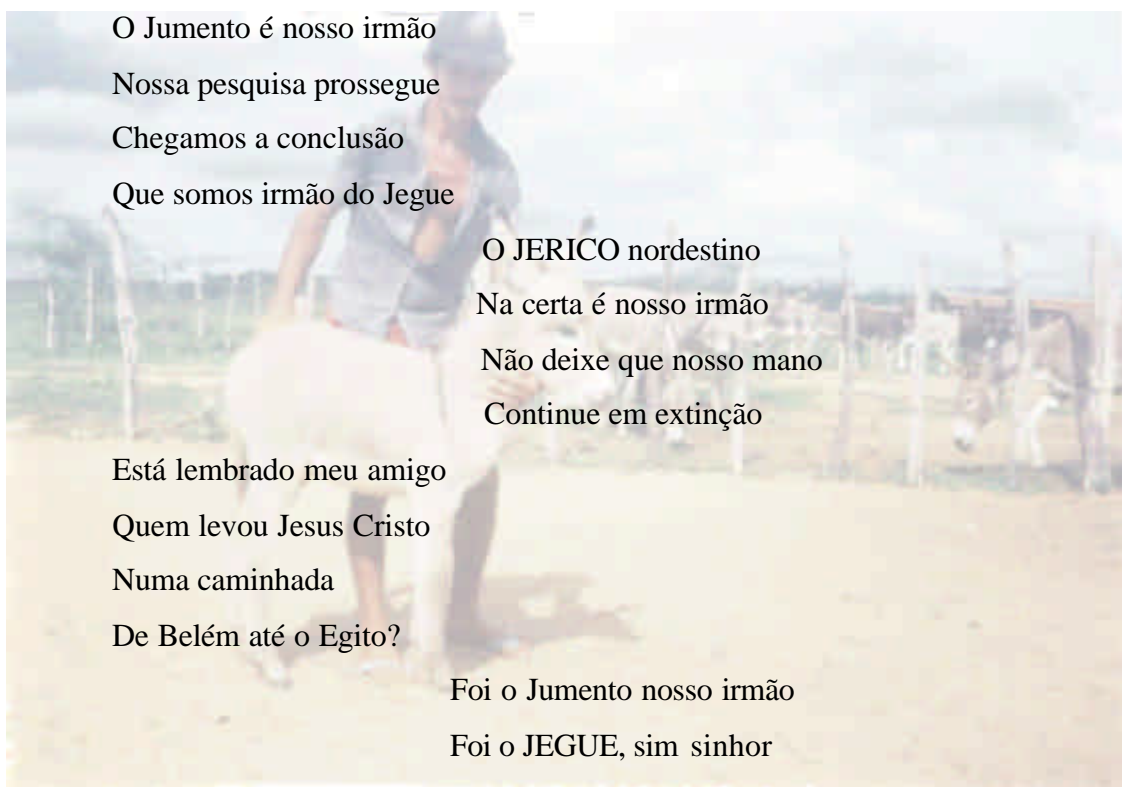 O Jumento é nosso irmão
Nossa pesquisa prossegue
Chegamos a conclusão
Que somos irmão do Jegue
O JERICO nordestino
Na certa é nosso irmão
Não deixe que nosso mano
Continue em extinção
Está lembrado meu amigo
Quem levou Jesus Cristo
Numa caminhada
De Belém até o Egito?
Foi o Jumento nosso irmão
Foi o JEGUE, sim sinhor